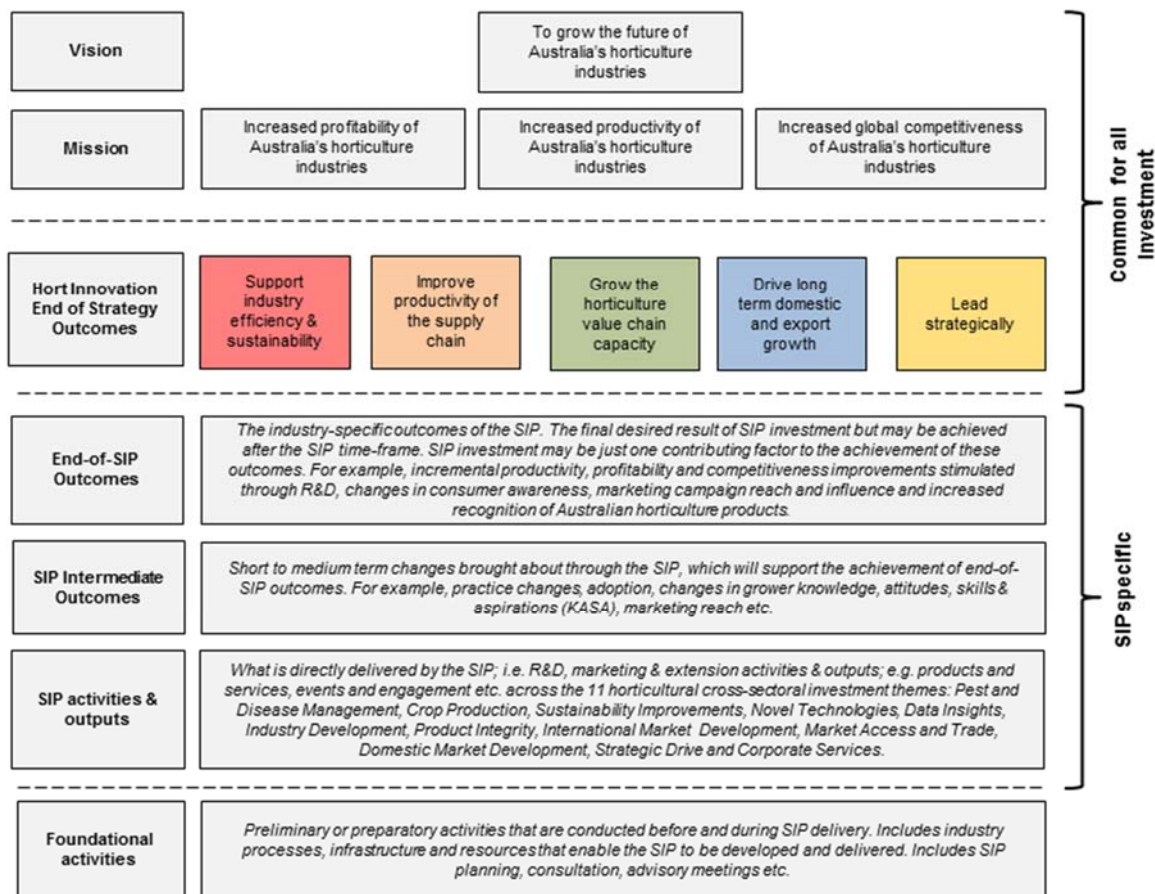 Vision
To grow the future of
Australia's horticulture
industries
Mission
Increased profitability of
Australia's horticulture
industries
Increased productivity of
Australia's horticulture
industries
Increased global competitiveness
of Australia's horticulture
industries
Common for all
Investment
Hort Innovation
End of Strategy
Outcomes
Support
industry
efficiency &
sustainability
Improve
productivity of
the supply
chain
Grow the
horticulture
value chain
capacity
Drive long
term domestic
and export
growth
Lead
strategically
End-of-SIP
Outcomes
The industry-specific outcomes of the SIP. The final desired result of SIP investment but may be achieved
after the SIP time-frame. SIP investment may be just one contributing factor to the achievement of these
outcomes. For example, incremental productivity, profitability and competitiveness improvements stimulated
through R&D, changes in consumer awareness, marketing campaign reach and influence and increased
recognition of Australian horticulture products.
SIP Intermediate
Outcomes
Short to medium term changes brought about through the SIP, which will support the achievement of end-of-
SIP outcomes. For example, practice changes, adoption, changes in grower knowledge, attitudes, skills &
aspirations (KASA), marketing reach etc.
SIP specific
SIP activities &
outputs
What is directly delivered by the SIP; i.e. R&D, marketing & extension activities & outputs; e.g. products and
services, events and engagement etc. across the 11 horticultural cross-sectoral investment themes: Pest and
Disease Management, Crop Production, Sustainability Improvements, Novel Technologies, Data Insights,
Industry Development, Product Integrity, International Market Development, Market Access and Trade,
Domestic Market Development, Strategic Drive and Corporate Services.
Foundational
activities
Preliminary or preparatory activities that are conducted before and during SIP delivery. Includes industry
processes, infrastructure and resources that enable the SIP to be developed and delivered. Includes SIP
planning, consultation, advisory meetings etc.